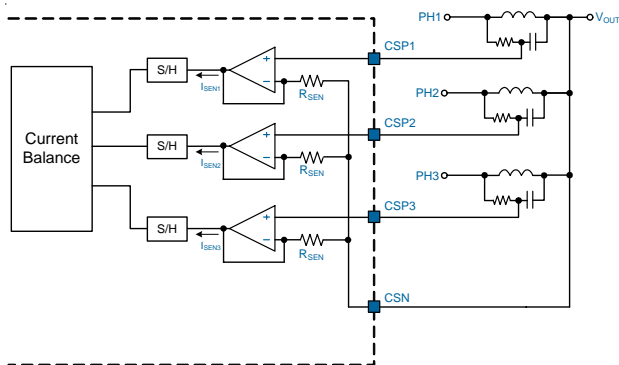 PH1
VOUT
S/H
CSP1
+
−
ISEN1
RSEN
PH2
Current
Balance
S/H
CSP2
+
−
ISEN2
RSEN
PH3
S/H
CSP3
+
−
ISEN3
RSEN
CSN